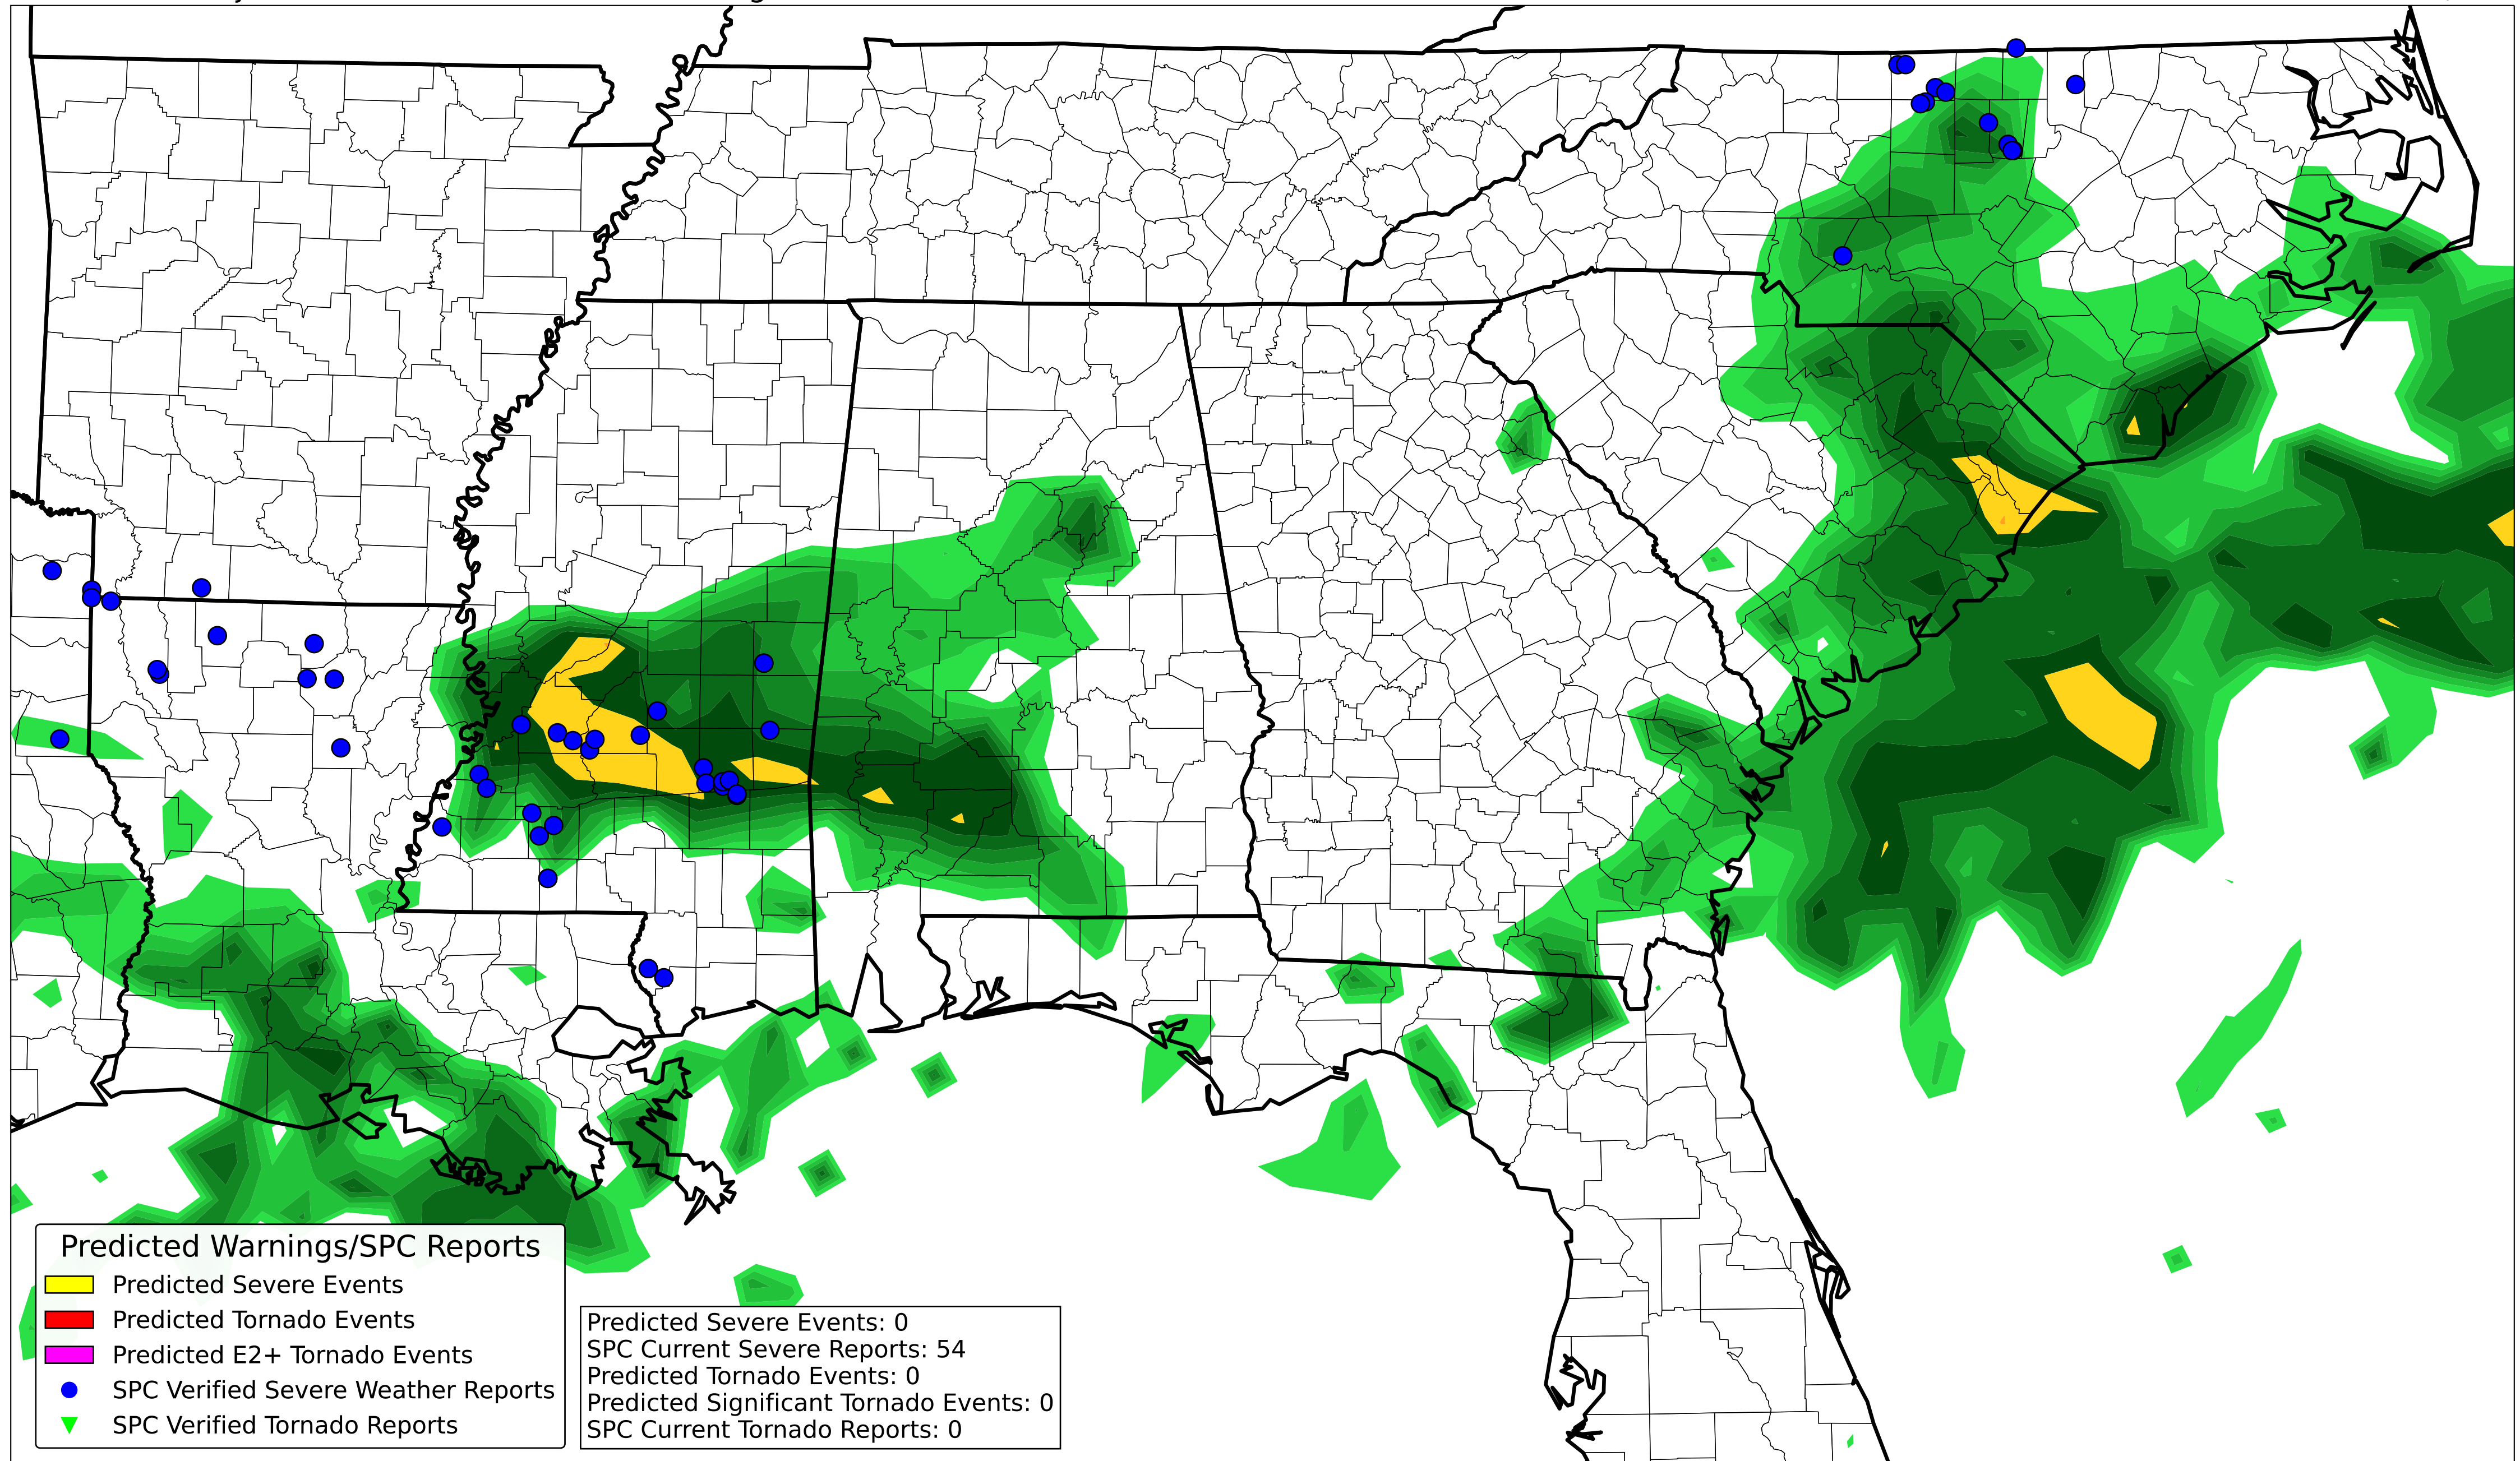 Predicted Warnings/SPC Reports
Predicted Severe Events
Predicted Tornado Events
Predicted E2+ Tornado Events
SPC Verified Severe Weather Reports
SPC Verified Tornado Reports
Predicted Severe Events: 0
SPC Current Severe Reports: 54
Predicted Tornado Events: 0
Predicted Significant Tornado Events: 0
SPC Current Tornado Reports: 0